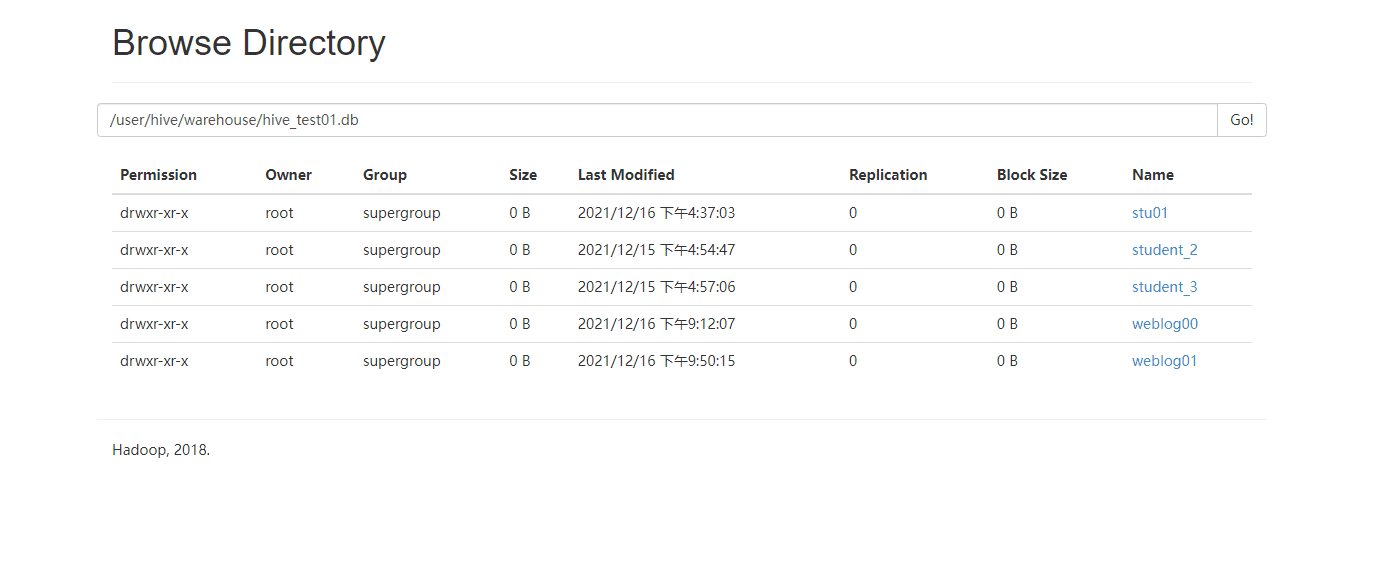 Browse Directory
/user/hive/warehouse/hive_test01.db Go!
Permission Owner Group Size Last Modified Replication Block Size Name
drwxr-xr-x root supergroup 0 B 2021/12/16 下午4:37:03 0 0 B stu01
drwxr-xr-x root supergroup 0 B 2021/12/15 下午4:54:47 0 0 B student_2
drwxr-xr-x root supergroup 0 B 2021/12/15 下午4:57:06 0 0 B student_3
drwxr-xr-x root supergroup 0 B 2021/12/16 下午9:12:07 0 0 B weblog00
drwxr-xr-x root supergroup 0 B 2021/12/16 下午9:50:15 0 0 B weblog01
Hadoop, 2018.